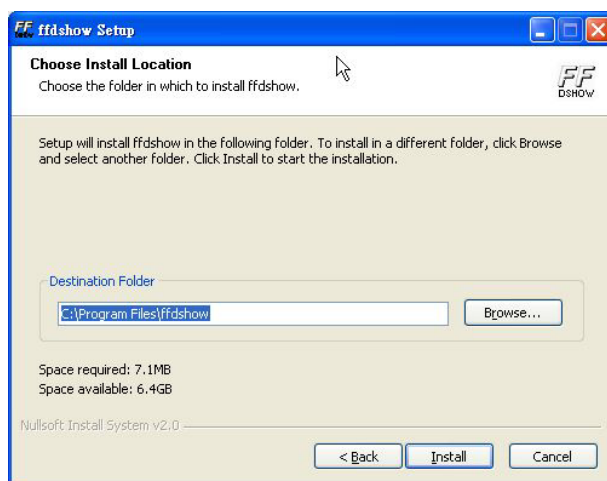 ffdshow Setup
Choose Install Location
Choose the folder in which to install ffdshow.
FF
DSHOW
Setup will install ffdshow in the following folder. To install in a different folder, click Browse
and select another folder. Click Install to start the installation.
Destination Folder
C:\Program Files\ffdshow
Browse...
Space required: 7.1MB
Space available: 6.4GB
Nullsoft Install System v2.0
< Back
Install
Cancel